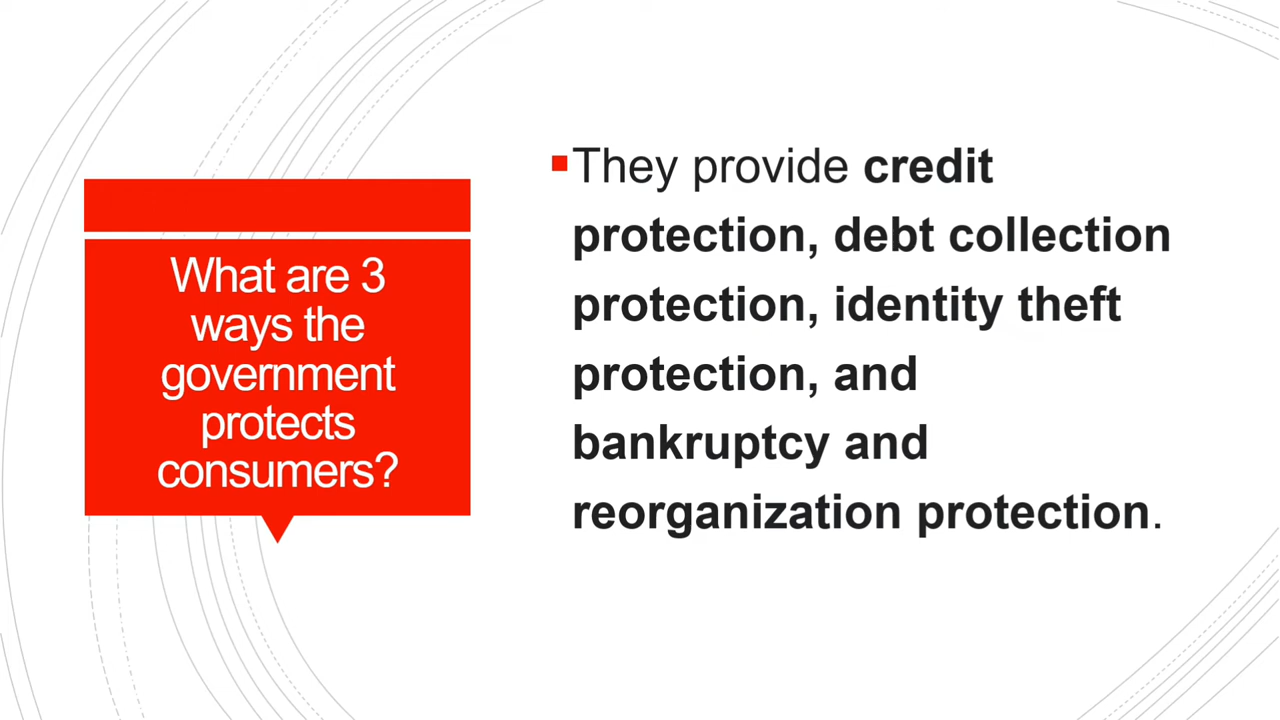 What are 3
ways the
government
protects
consumers?
They provide credit
protection, debt collection
protection, identity theft
protection, and
bankruptcy and
reorganization protection.